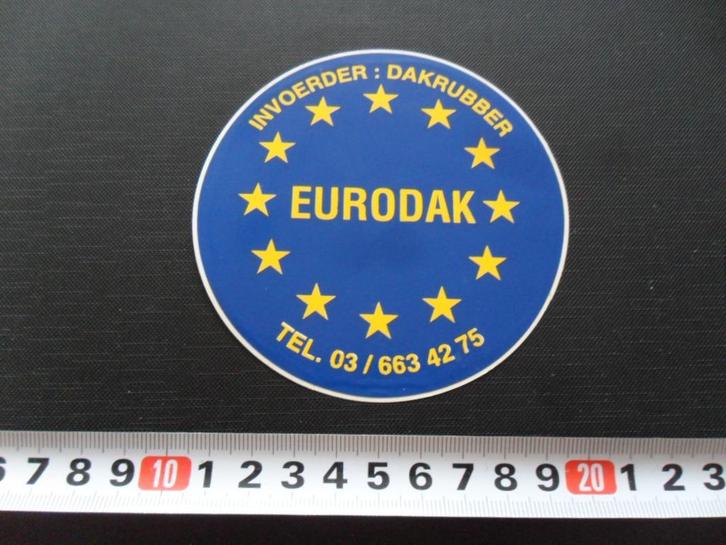 INVOERDER : DAKRUBBER
EURODAK
TEL. 03 / 663 42 75
6 7 8 9 10 1 2 3 4 5 6 7 8 9 20 1 2 3